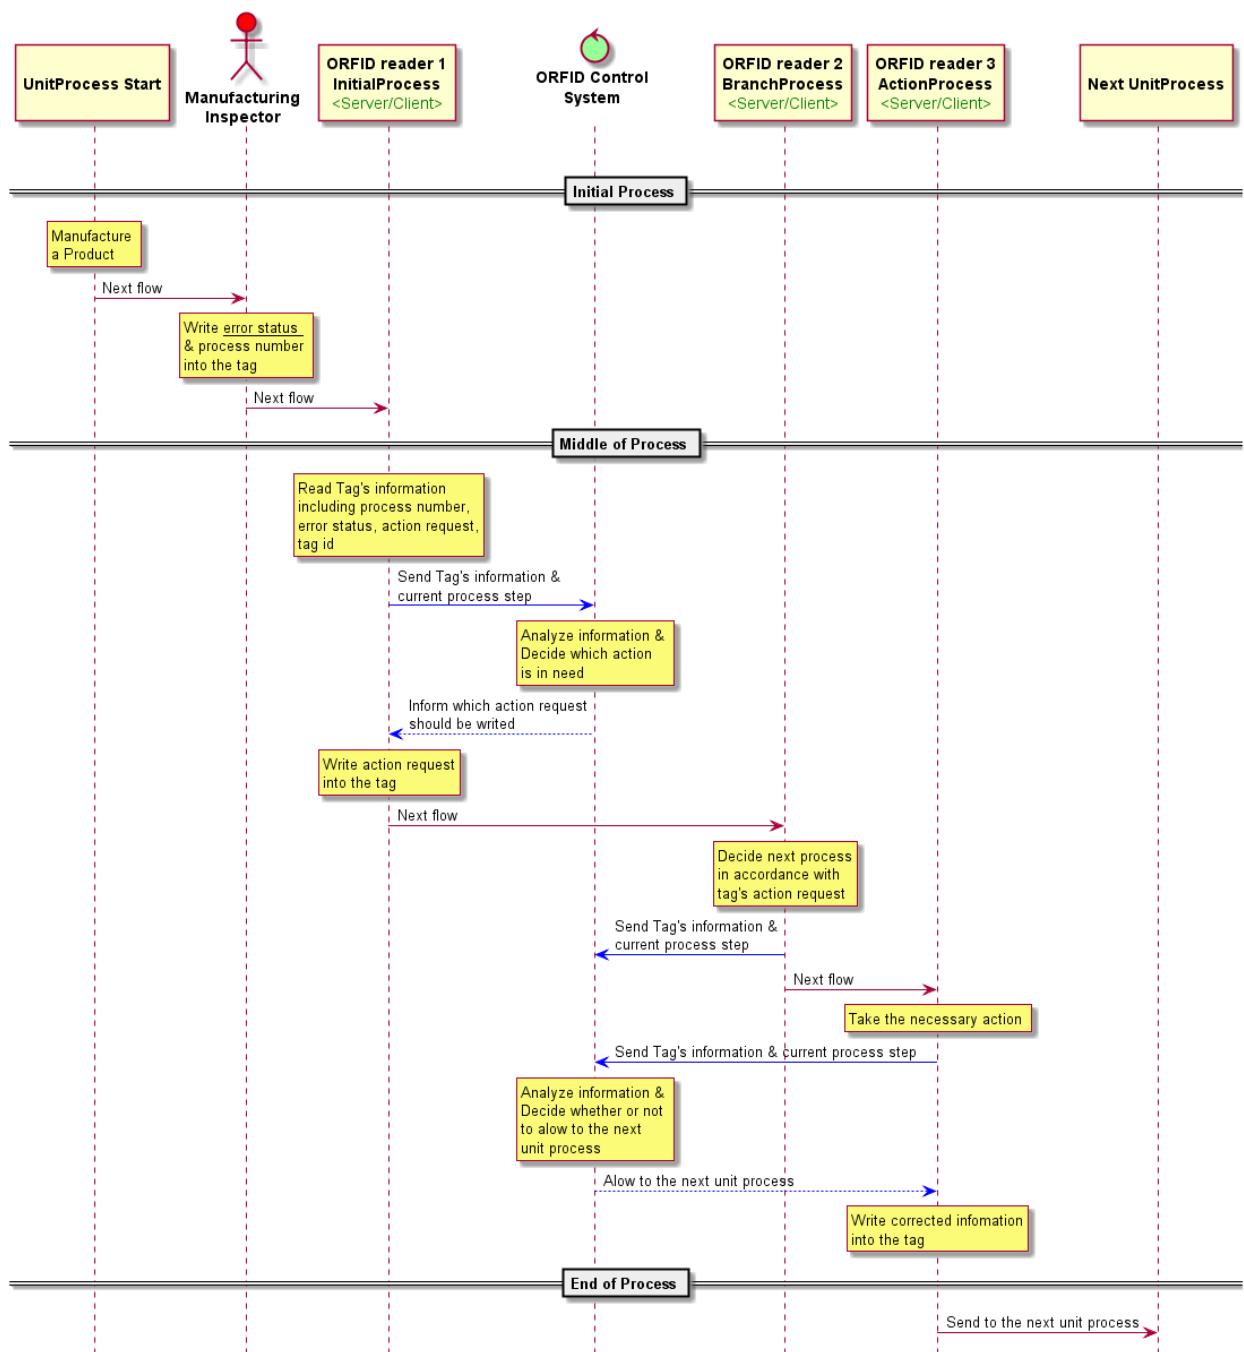 UnitProcess Start
Manufacturing
Inspector
ORFID reader 1
InitialProcess
<Server/Client>
ORFID Control
System
ORFID reader 2
BranchProcess
<Server/Client>
ORFID reader 3
ActionProcess
<Server/Client>
Next UnitProcess
Initial Process
Manufacture
a Product
Next flow
Write error status
& process number
into the tag
Next flow
Middle of Process
Read Tag's information
including process number,
error status, action request,
tag id
Send Tag's information &
current process step
Analyze information &
Decide which action
is in need
Inform which action request
should be writed
Write action request
into the tag
Next flow
Decide next process
in accordance with
tag's action request
Send Tag's information &
current process step
Next flow
Take the necessary action
Send Tag's information & current process step
Analyze information &
Decide whether or not
to alow to the next
unit process
Alow to the next unit process
Write corrected infomation
into the tag
End of Process
Send to the next unit process